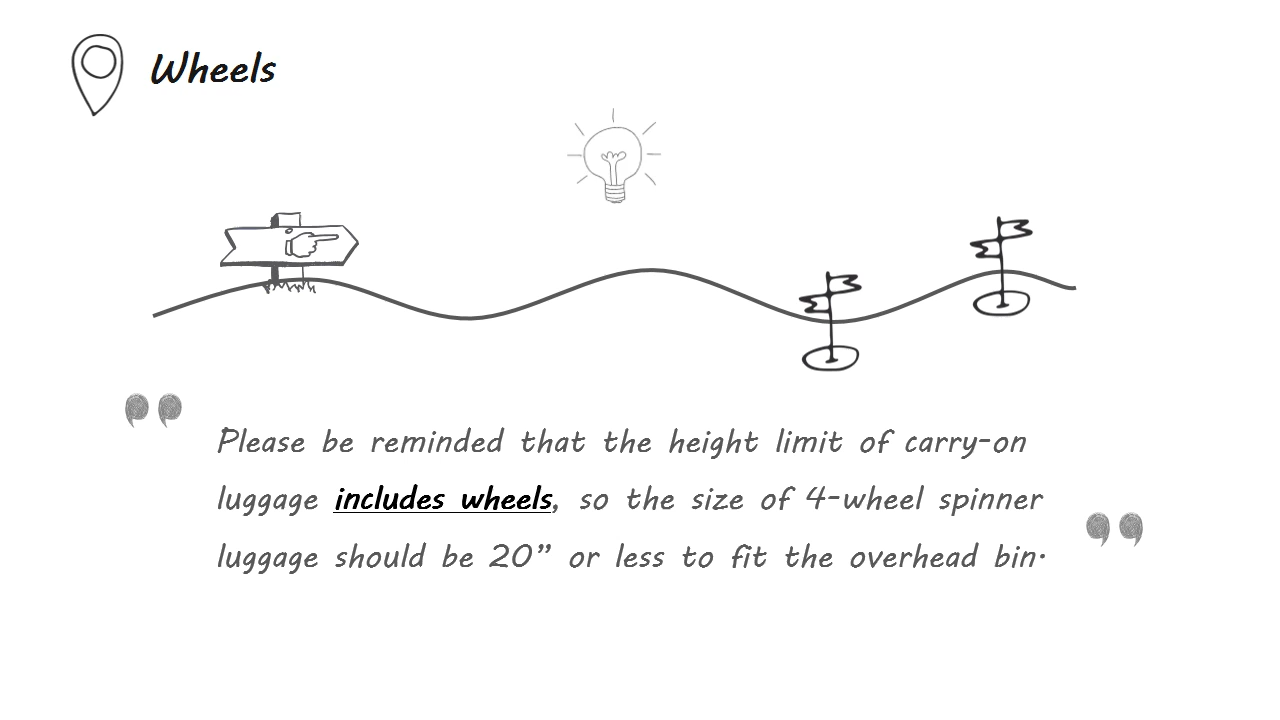 Wheels
Please be reminded that the height limit of carry-on
luggage includes wheels, so the size of 4-wheel spinner
luggage should be 20” or less to fit the overhead bin.